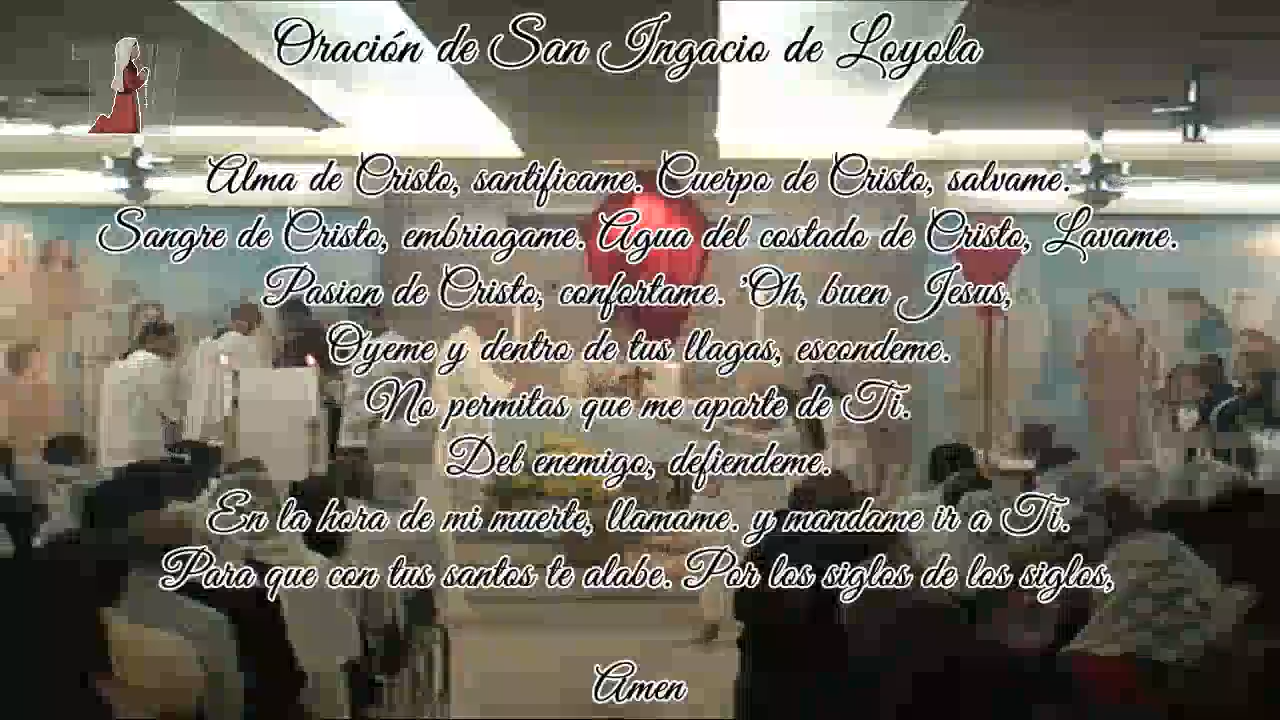 Oración de San Ingacio de Loyola
Alma de Cristo, santificame. Cuerpo de Cristo, salvame.
Sangre de Cristo, embriagame. Agua del costado de Cristo, Lavame.
Pasion de Cristo, confortame. 'Oh, buen Jesus,
Oyeme y dentro de tus llagas, escondeme.
No permitas que me aparte de Ti.
Del enemigo, defiendeme.
En la hora de mi muerte, llamame. y mandame ir a Ti.
Para que con tus santos te alabe. Por los siglos de los siglos,
Amen